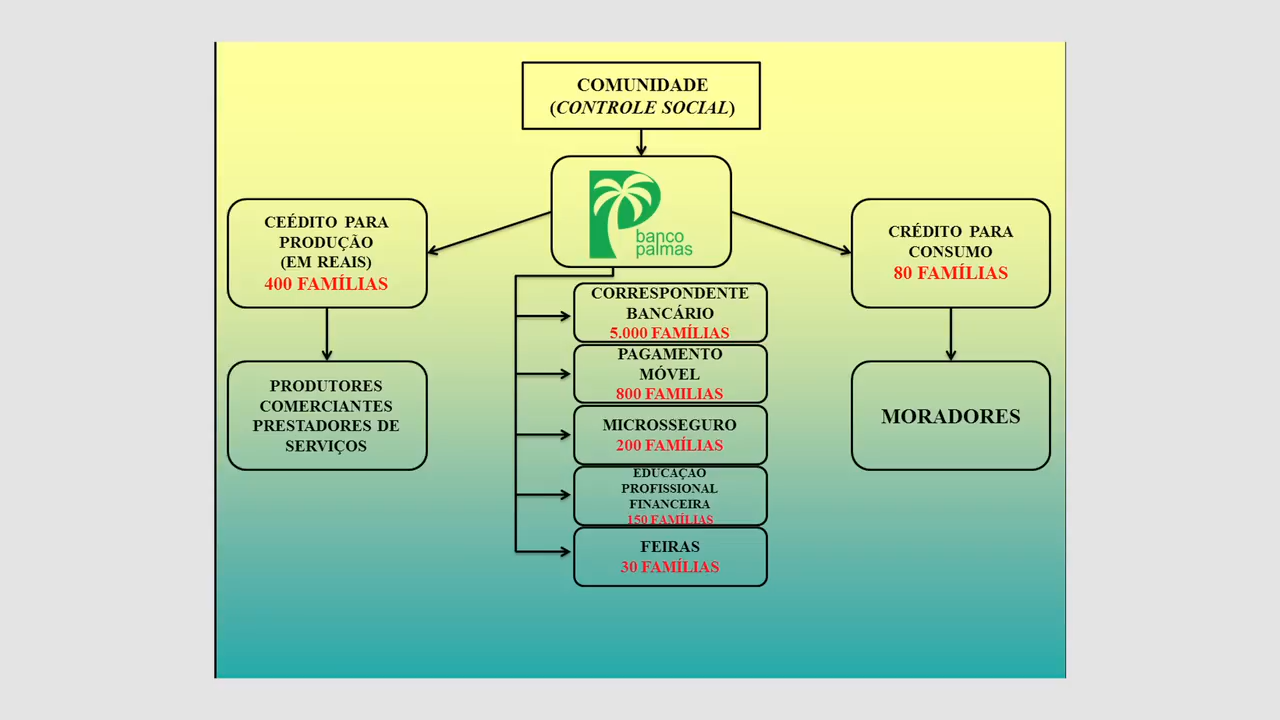 COMUNIDADE
(CONTROLE SOCIAL)
banco
palmas
CEÉDITO PARA
PRODUÇÃO
(EM REAIS)
400 FAMÍLIAS
CRÉDITO PARA
CONSUMO
80 FAMÍLIAS
CORRESPONDENTE
BANCÁRIO
5.000 FAMÍLIAS
PAGAMENTO
MÓVEL
800 FAMILIAS
MICROSSEGURO
200 FAMÍLIAS
EDUCAÇAO
PROFISSIONAL
FINANCEIRA
150 FAMÍLIAS
FEIRAS
30 FAMÍLIAS
PRODUTORES
COMERCIANTES
PRESTADORES DE
SERVIÇOS
MORADORES